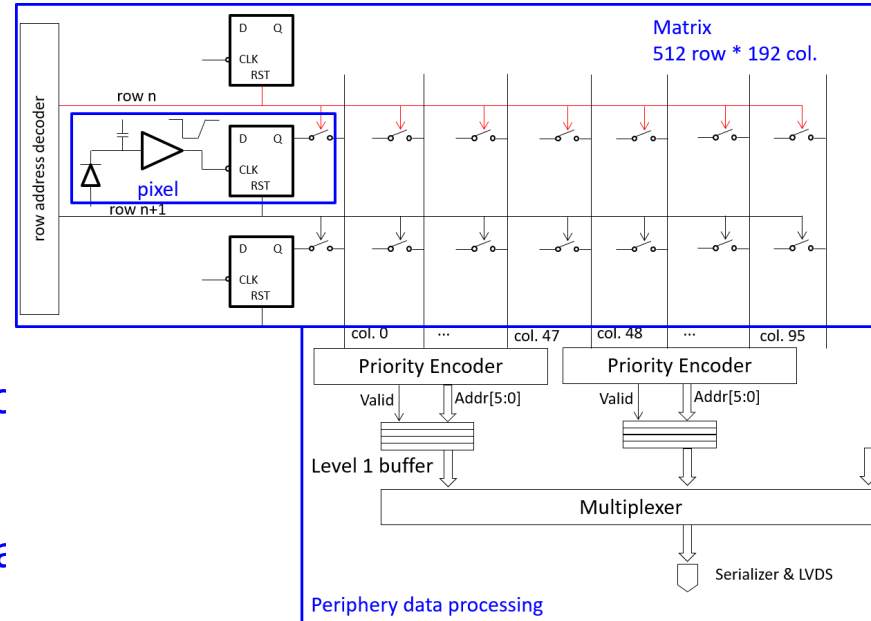 D Q
CLK
RST
Matrix
512 row * 192 col.
row address decoder
row n
D Q
CLK
RST
pixel
row n+1
D Q
CLK
RST
col. 0 ... col. 47 col. 48 ... col. 95
Priority Encoder Priority Encoder
Valid Addr[5:0] Valid Addr[5:0]
Level 1 buffer
Multiplexer
Serializer & LVDS
Periphery data processing